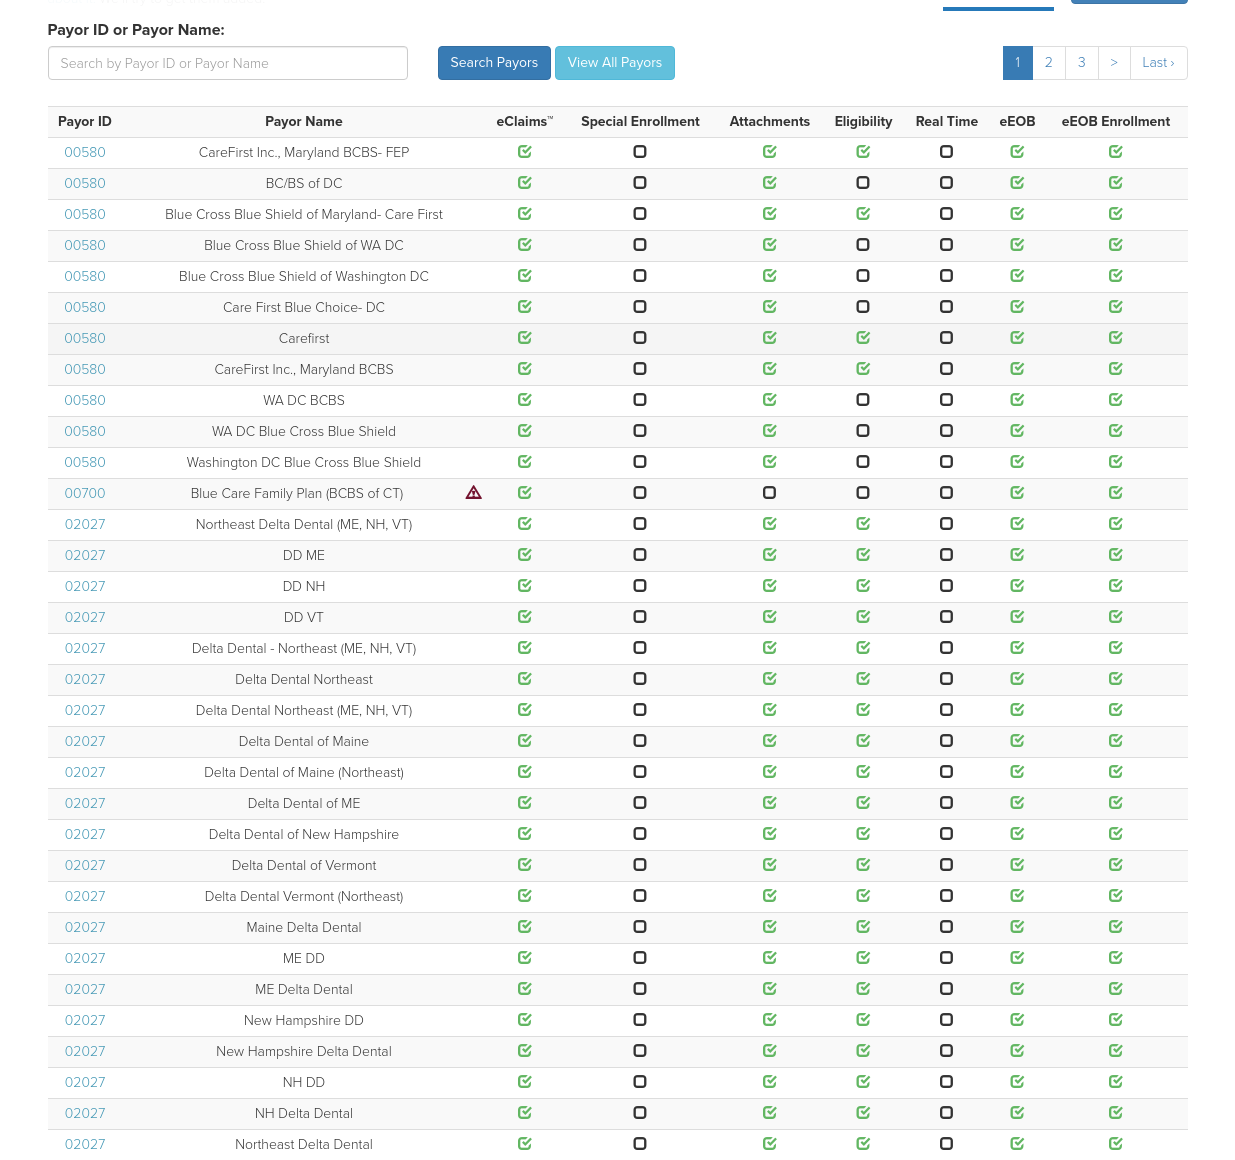 Payor ID or Payor Name:
Search by Payor ID or Payor Name
Search Payors
View All Payors
1 2 3 > Last ›
Payor ID Payor Name eClaims™ Special Enrollment Attachments Eligibility Real Time eEOB eEOB Enrollment
00580 CareFirst Inc., Maryland BCBS- FEP
00580 BC/BS of DC
00580 Blue Cross Blue Shield of Maryland- Care First
00580 Blue Cross Blue Shield of WA DC
00580 Blue Cross Blue Shield of Washington DC
00580 Care First Blue Choice- DC
00580 Carefirst
00580 CareFirst Inc., Maryland BCBS
00580 WA DC BCBS
00580 WA DC Blue Cross Blue Shield
00580 Washington DC Blue Cross Blue Shield
00700 Blue Care Family Plan (BCBS of CT)
02027 Northeast Delta Dental (ME, NH, VT)
02027 DD ME
02027 DD NH
02027 DD VT
02027 Delta Dental - Northeast (ME, NH, VT)
02027 Delta Dental Northeast
02027 Delta Dental Northeast (ME, NH, VT)
02027 Delta Dental of Maine
02027 Delta Dental of Maine (Northeast)
02027 Delta Dental of ME
02027 Delta Dental of New Hampshire
02027 Delta Dental of Vermont
02027 Delta Dental Vermont (Northeast)
02027 Maine Delta Dental
02027 ME DD
02027 ME Delta Dental
02027 New Hampshire DD
02027 New Hampshire Delta Dental
02027 NH DD
02027 NH Delta Dental
02027 Northeast Delta Dental